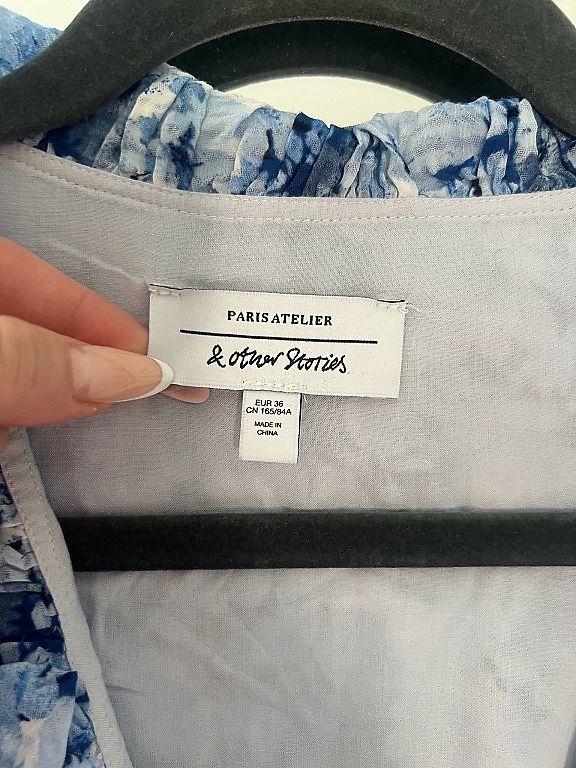 PARIS ATELIER
& other Stories
EUR 36
CN 165/84A
MADE IN
CHINA